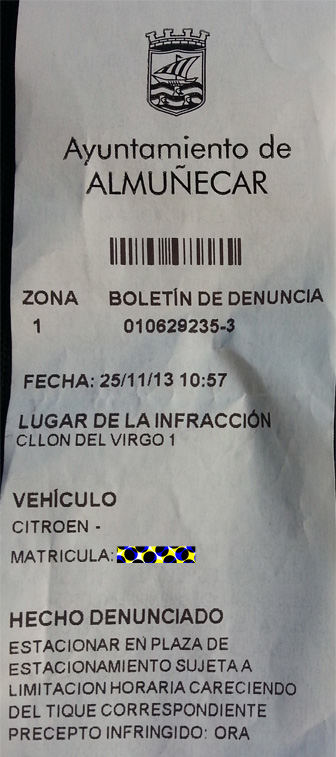 Ayuntamiento de
ALMUÑECAR
ZONA BOLETÍN DE DENUNCIA
1 010629235-3
FECHA: 25/11/13 10:57
LUGAR DE LA INFRACCIÓN
CLLON DEL VIRGO 1
VEHÍCULO
CITROEN -
MATRICULA:
HECHO DENUNCIADO
ESTACIONAR EN PLAZA DE
ESTACIONAMIENTO SUJETA A
LIMITACION HORARIA CARECIENDO
DEL TIQUE CORRESPONDIENTE
PRECEPTO INFRINGIDO: ORA